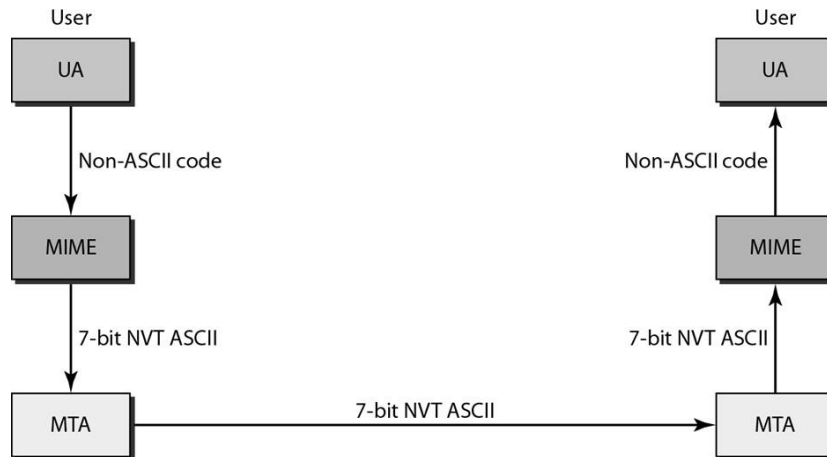 User
User
UA
UA
Non-ASCII code
Non-ASCII code
MIME
MIME
7-bit NVT ASCII
7-bit NVT ASCII
7-bit NVT ASCII
MTA
MTA